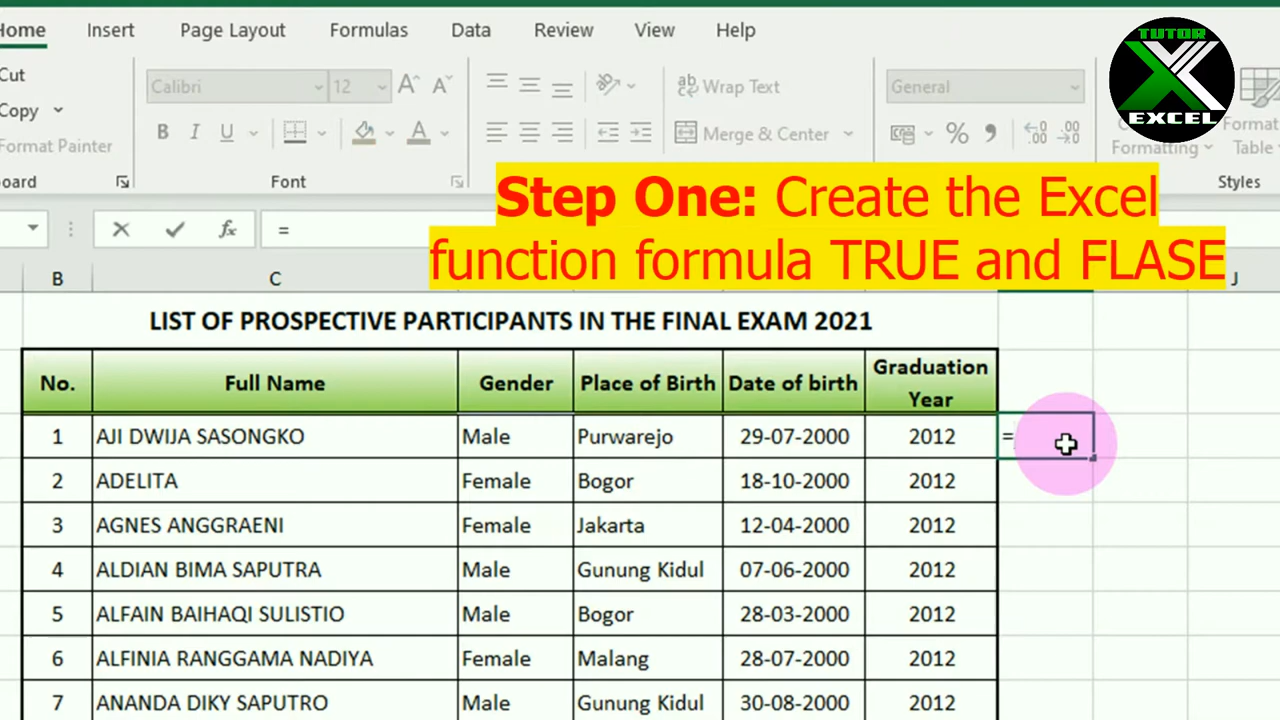 Home Insert Page Layout Formulas Data Review View Help
TUTOR
EXCEL
Cut
Copy
Format Painter
Calibri 12
B I U
A A
A
ab Wrap Text
Merge & Center
General
% 9
Formatting
Format
Table
Font
Styles
Step One: Create the Excel
function formula TRUE and FLASE
fx =
B C J
LIST OF PROSPECTIVE PARTICIPANTS IN THE FINAL EXAM 2021
No. Full Name Gender Place of Birth Date of birth Graduation Year
1 AJI DWIJA SASONGKO Male Purwarejo 29-07-2000 2012 =
2 ADELITA Female Bogor 18-10-2000 2012
3 AGNES ANGGRAENI Female Jakarta 12-04-2000 2012
4 ALDIAN BIMA SAPUTRA Male Gunung Kidul 07-06-2000 2012
5 ALFAIN BAIHAQI SULISTIO Male Bogor 28-03-2000 2012
6 ALFINIA RANGGAMA NADIYA Female Malang 28-07-2000 2012
7 ANANDA DIKY SAPUTRO Male Gunung Kidul 30-08-2000 2012